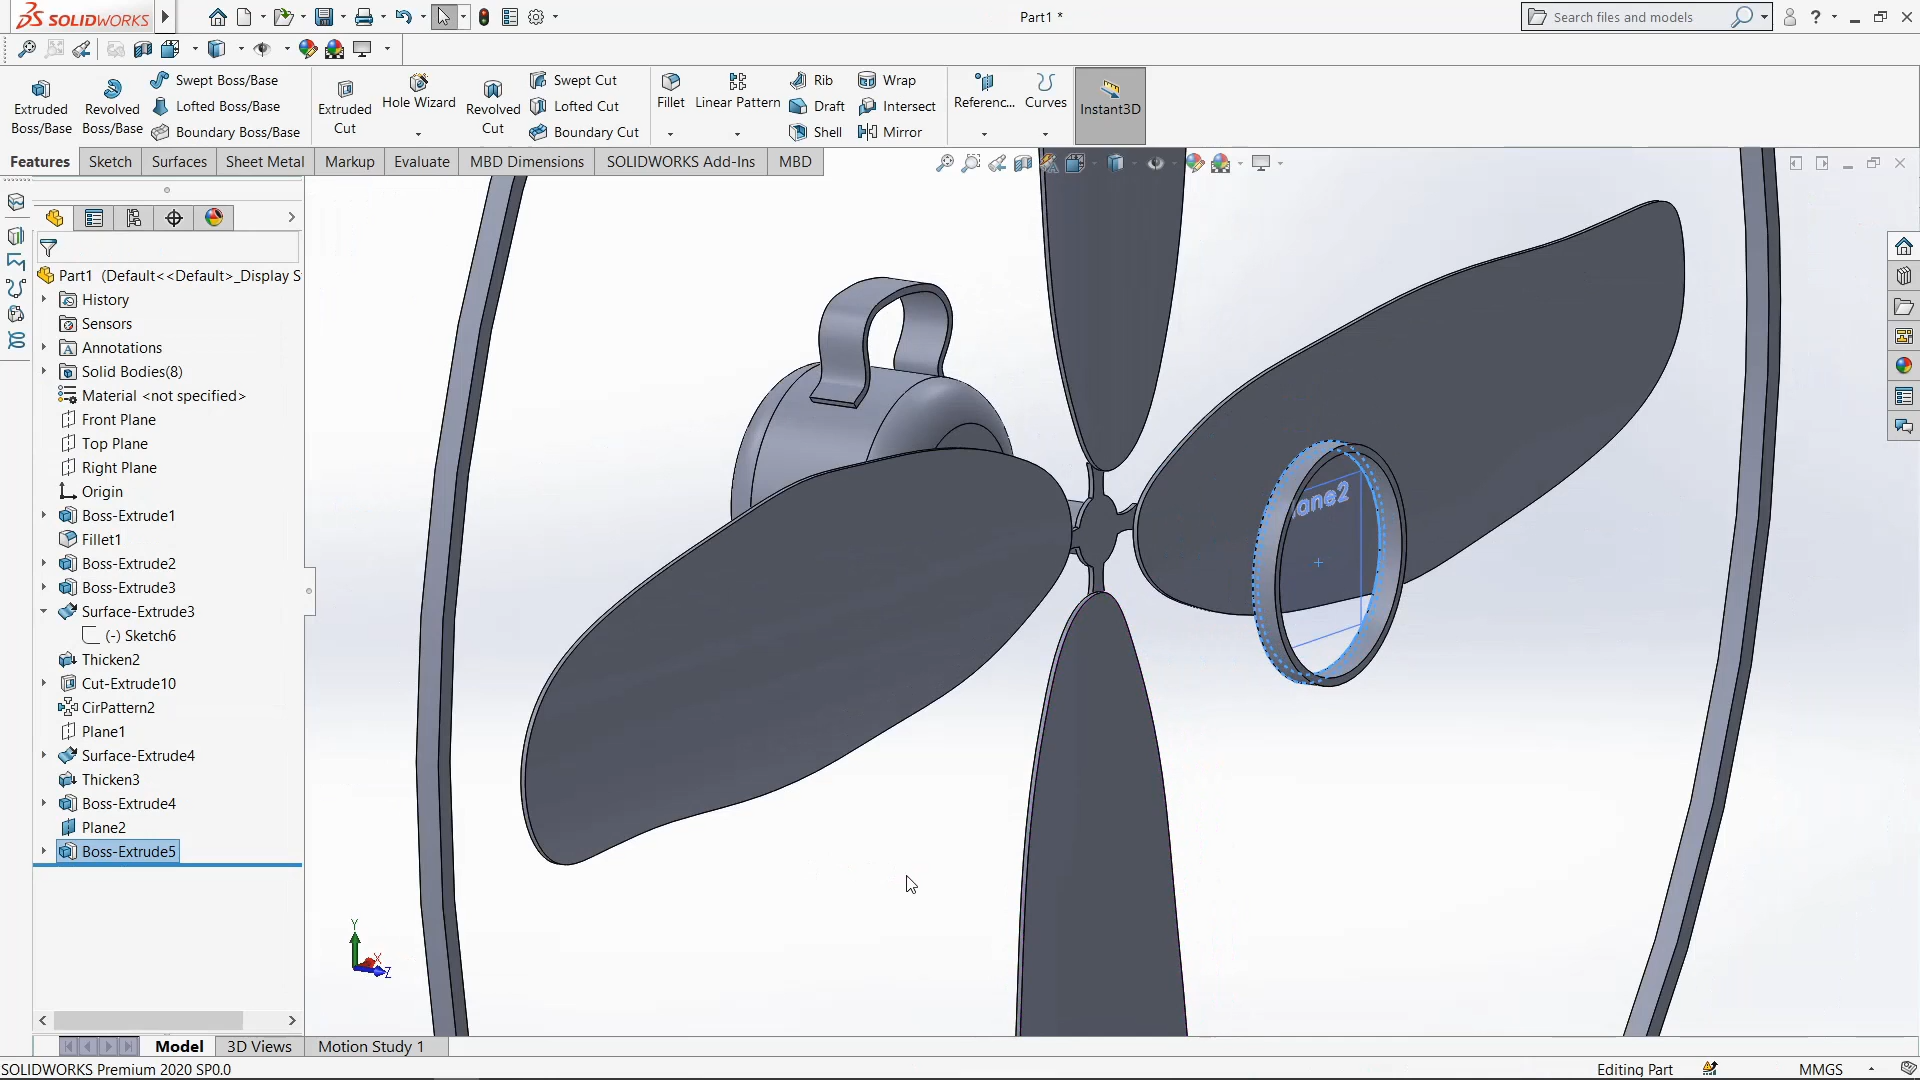 SOLIDWORKS
Part1 *
Search files and models
Extruded Boss/Base
Revolved Boss/Base
Swept Boss/Base
Lofted Boss/Base
Boundary Boss/Base
Extruded Cut
Hole Wizard
Revolved Cut
Swept Cut
Lofted Cut
Boundary Cut
Fillet
Linear Pattern
Rib
Draft
Shell
Wrap
Intersect
Mirror
Referenc...
Curves
Instant3D
Features
Sketch
Surfaces
Sheet Metal
Markup
Evaluate
MBD Dimensions
SOLIDWORKS Add-Ins
MBD
Part1 (Default<<Default>_Display S
History
Sensors
Annotations
Solid Bodies(8)
Material <not specified>
Front Plane
Top Plane
Right Plane
Origin
Boss-Extrude1
Fillet1
Boss-Extrude2
Boss-Extrude3
Surface-Extrude3
(-) Sketch6
Thicken2
Cut-Extrude10
CirPattern2
Plane1
Surface-Extrude4
Thicken3
Boss-Extrude4
Plane2
Boss-Extrude5
lane2
Y
X
Z
Model
3D Views
Motion Study 1
SOLIDWORKS Premium 2020 SP0.0
Editing Part
MMGS